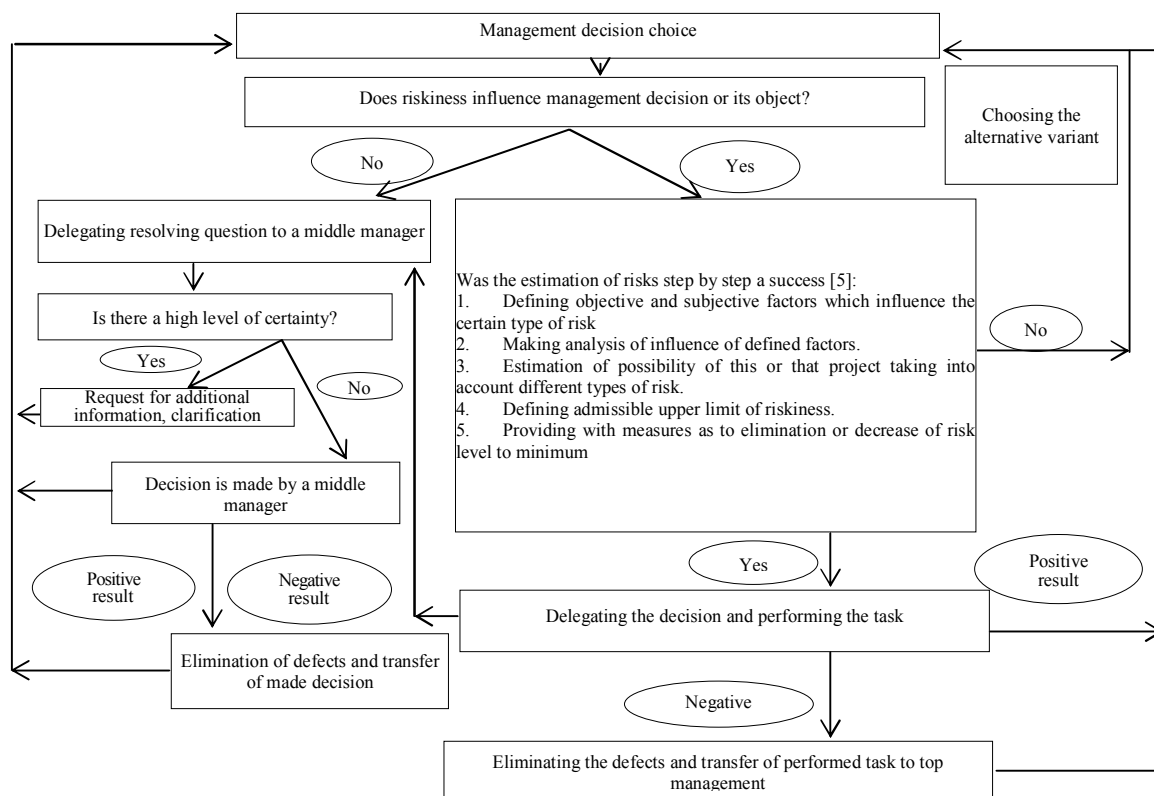 Management decision choice
Does riskiness influence management decision or its object?
Choosing the
alternative variant
No
Yes
Delegating resolving question to a middle manager
Was the estimation of risks step by step a success [5]:
1. Defining objective and subjective factors which influence the
certain type of risk
2. Making analysis of influence of defined factors.
3. Estimation of possibility of this or that project taking into
account different types of risk.
4. Defining admissible upper limit of riskiness.
5. Providing with measures as to elimination or decrease of risk
level to minimum
Is there a high level of certainty?
No
Yes
No
Request for additional
information, clarification
Decision is made by a middle
manager
Positive
result
Negative
result
Yes
Positive
result
Delegating the decision and performing the task
Elimination of defects and transfer
of made decision
Negative
Eliminating the defects and transfer of performed task to top
management